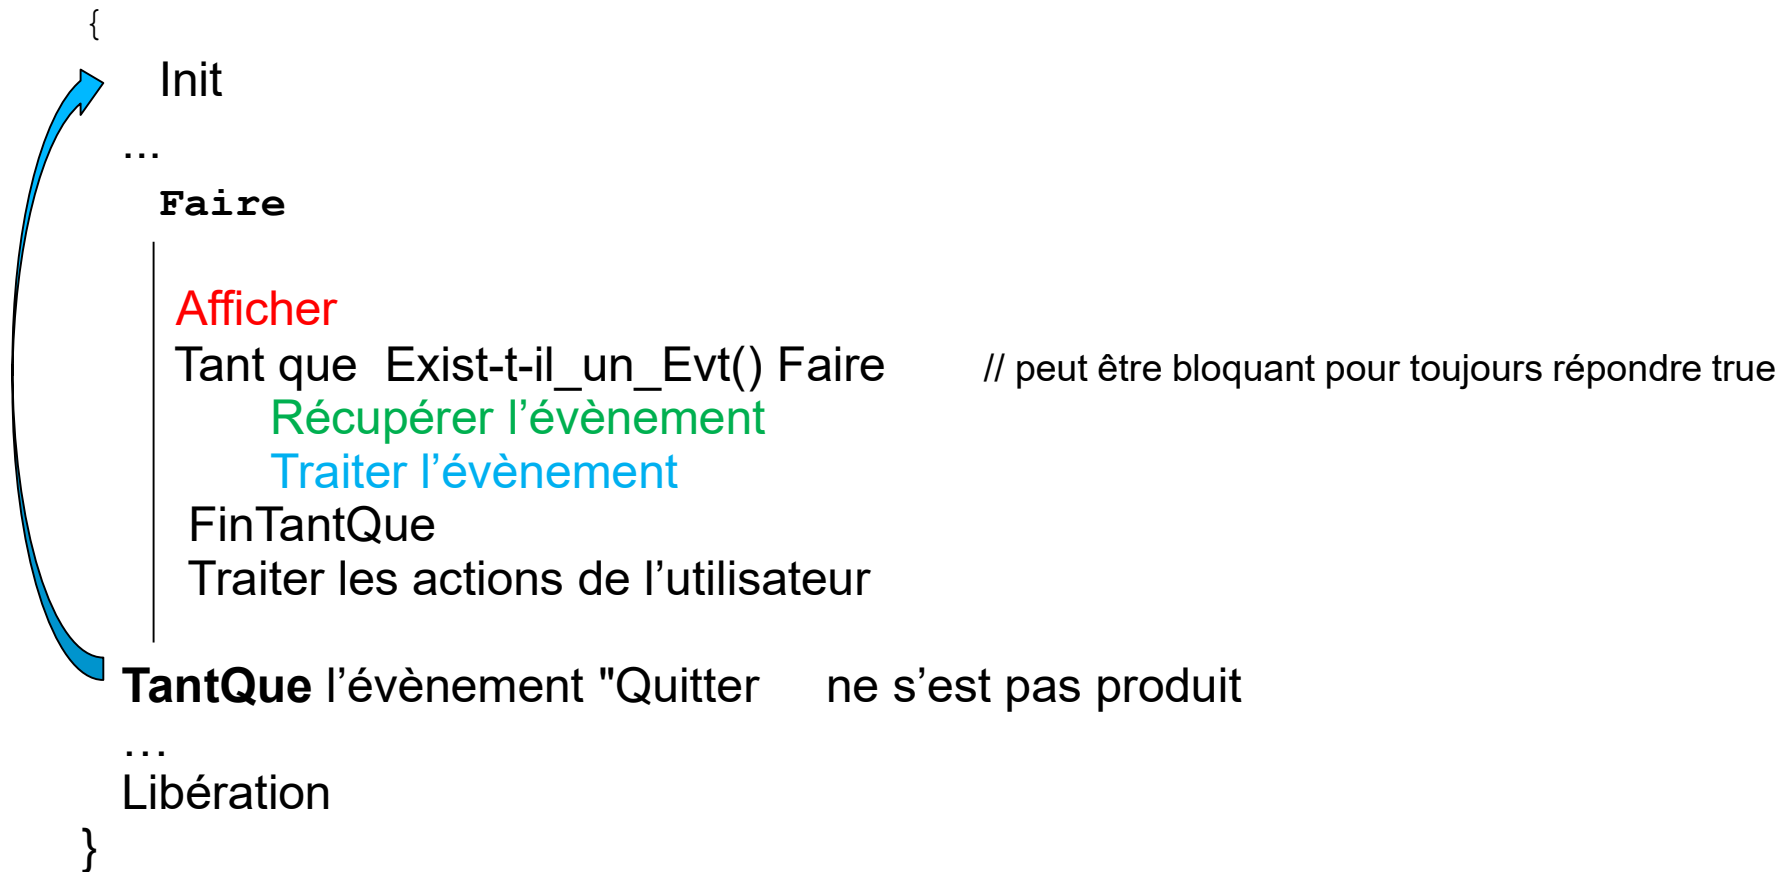 {
Init
...
Faire
Afficher
Tant que Exist-t-il_un_Evt() Faire // peut être bloquant pour toujours répondre true
Récupérer l’évènement
Traiter l’évènement
FinTantQue
Traiter les actions de l’utilisateur
TantQue l’évènement "Quitter ne s’est pas produit
…
Libération
}